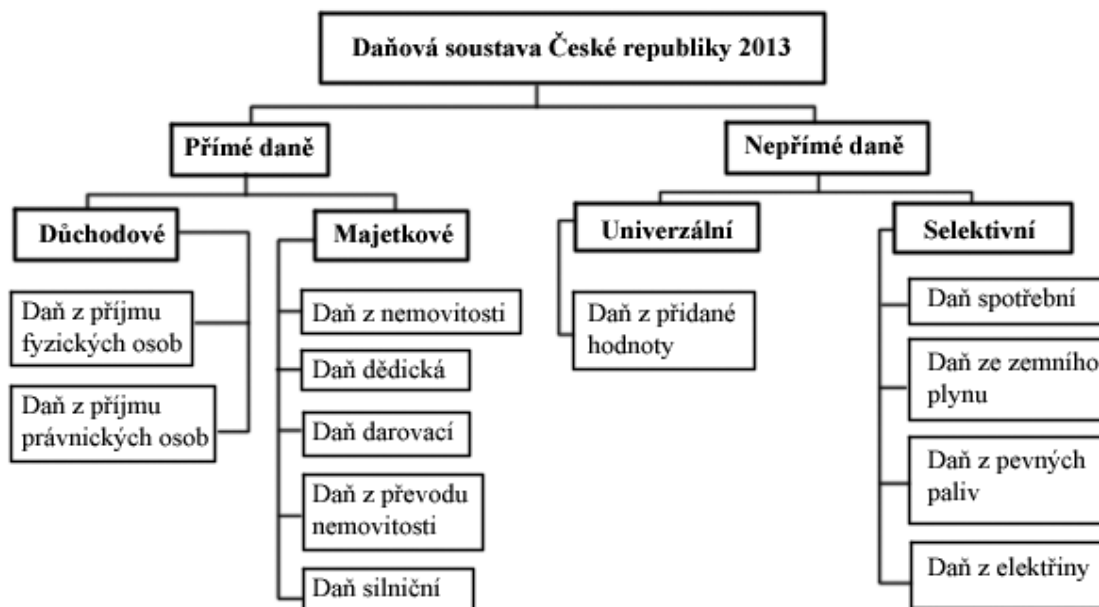 Daňová soustava České republiky 2013
Přímé daně
Nepřímé daně
Důchodové
Majetkové
Univerzální
Selektivní
Daň z příjmu
fyzických osob
Daň z příjmu
právnických osob
Daň z nemovitosti
Daň dědická
Daň darovací
Daň z převodu
nemovitosti
Daň silniční
Daň z přidané
hodnoty
Daň spotřební
Daň ze zemního
plynu
Daň z pevných
paliv
Daň z elektřiny